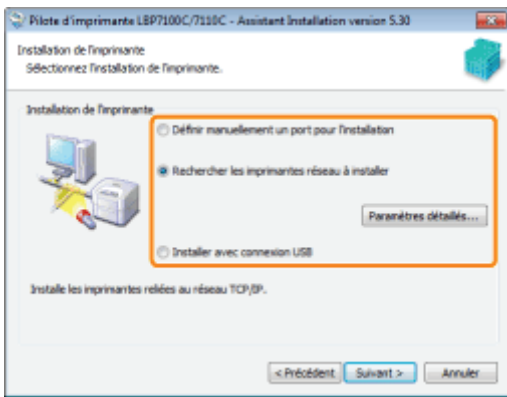 Pilote d'imprimante LBP7100C/7110C - Assistant Installation version 5.30
Installation de l'imprimante
Sélectionnez l'installation de l'imprimante.
Installation de l'imprimante
Définir manuellement un port pour l'installation
Rechercher les imprimantes réseau à installer
Paramètres détaillés...
Installer avec connexion USB
Installe les imprimantes reliées au réseau TCP/IP.
< Précédent
Suivant >
Annuler